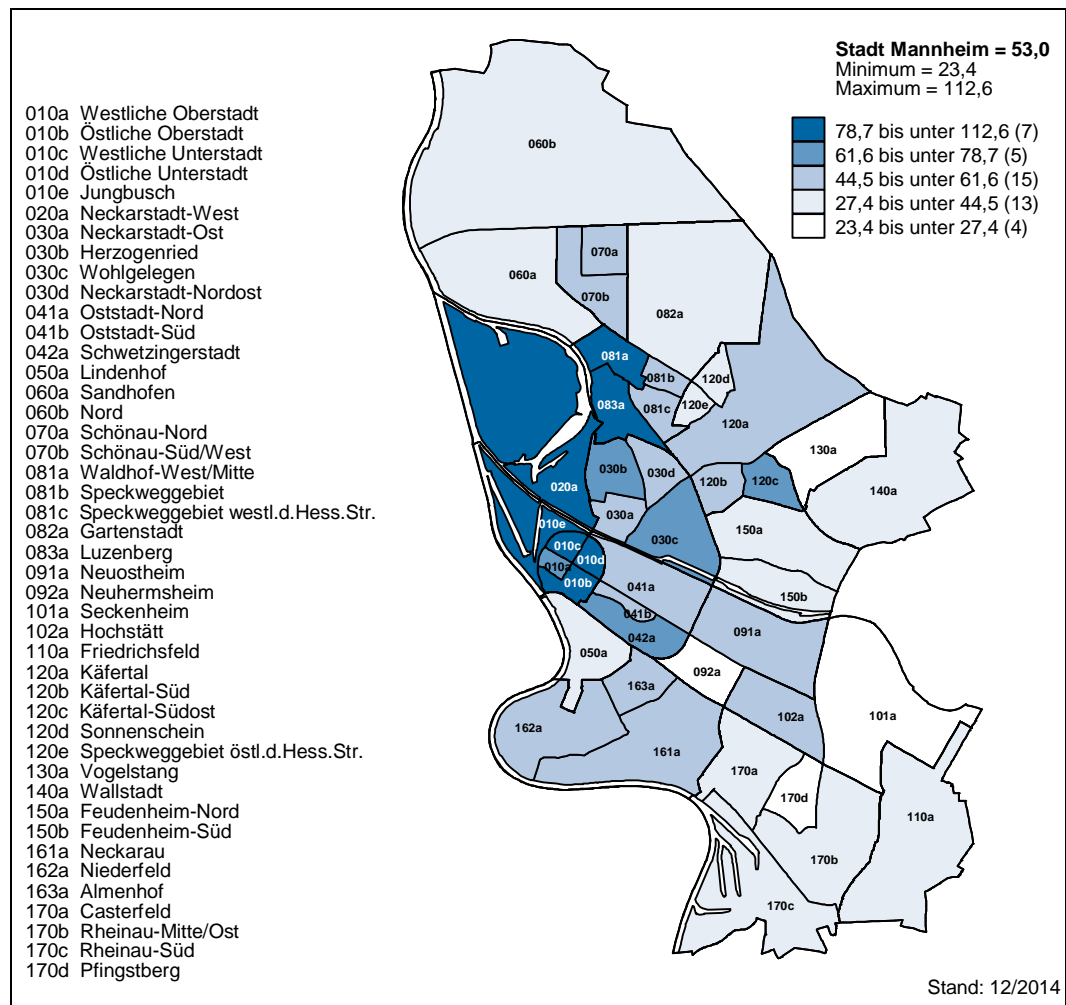 Stadt Mannheim = 53,0
Minimum = 23,4
Maximum = 112,6
78,7 bis unter 112,6 (7)
61,6 bis unter 78,7 (5)
44,5 bis unter 61,6 (15)
27,4 bis unter 44,5 (13)
23,4 bis unter 27,4 (4)
010a Westliche Oberstadt
010b Östliche Oberstadt
010c Westliche Unterstadt
010d Östliche Unterstadt
010e Jungbusch
020a Neckarstadt-West
030a Neckarstadt-Ost
030b Herzogenried
030c Wohlgelegen
030d Neckarstadt-Nordost
041a Oststadt-Nord
041b Oststadt-Süd
042a Schwetzingerstadt
050a Lindenhof
060a Sandhofen
060b Nord
070a Schönau-Nord
070b Schönau-Süd/West
081a Waldhof-West/Mitte
081b Speckweggebiet
081c Speckweggebiet westl.d.Hess.Str.
082a Gartenstadt
083a Luzenberg
091a Neuostheim
092a Neuhermsheim
101a Seckenheim
102a Hochstätt
110a Friedrichsfeld
120a Käfertal
120b Käfertal-Süd
120c Käfertal-Südost
120d Sonnenschein
120e Speckweggebiet östl.d.Hess.Str.
130a Vogelstang
140a Wallstadt
150a Feudenheim-Nord
150b Feudenheim-Süd
161a Neckarau
162a Niederfeld
163a Almenhof
170a Casterfeld
170b Rheinau-Mitte/Ost
170c Rheinau-Süd
170d Pfingstberg
060b
070a
060a
070b
082a
081a
081b
120d
083a
081c
120e
120a
130a
030b
030d
120b
120c
020a
140a
030a
010e
030c
150a
010c
010d
010a
010b
041a
150b
041b
042a
091a
050a
092a
163a
102a
101a
162a
161a
170a
170d
110a
170b
170c
Stand: 12/2014